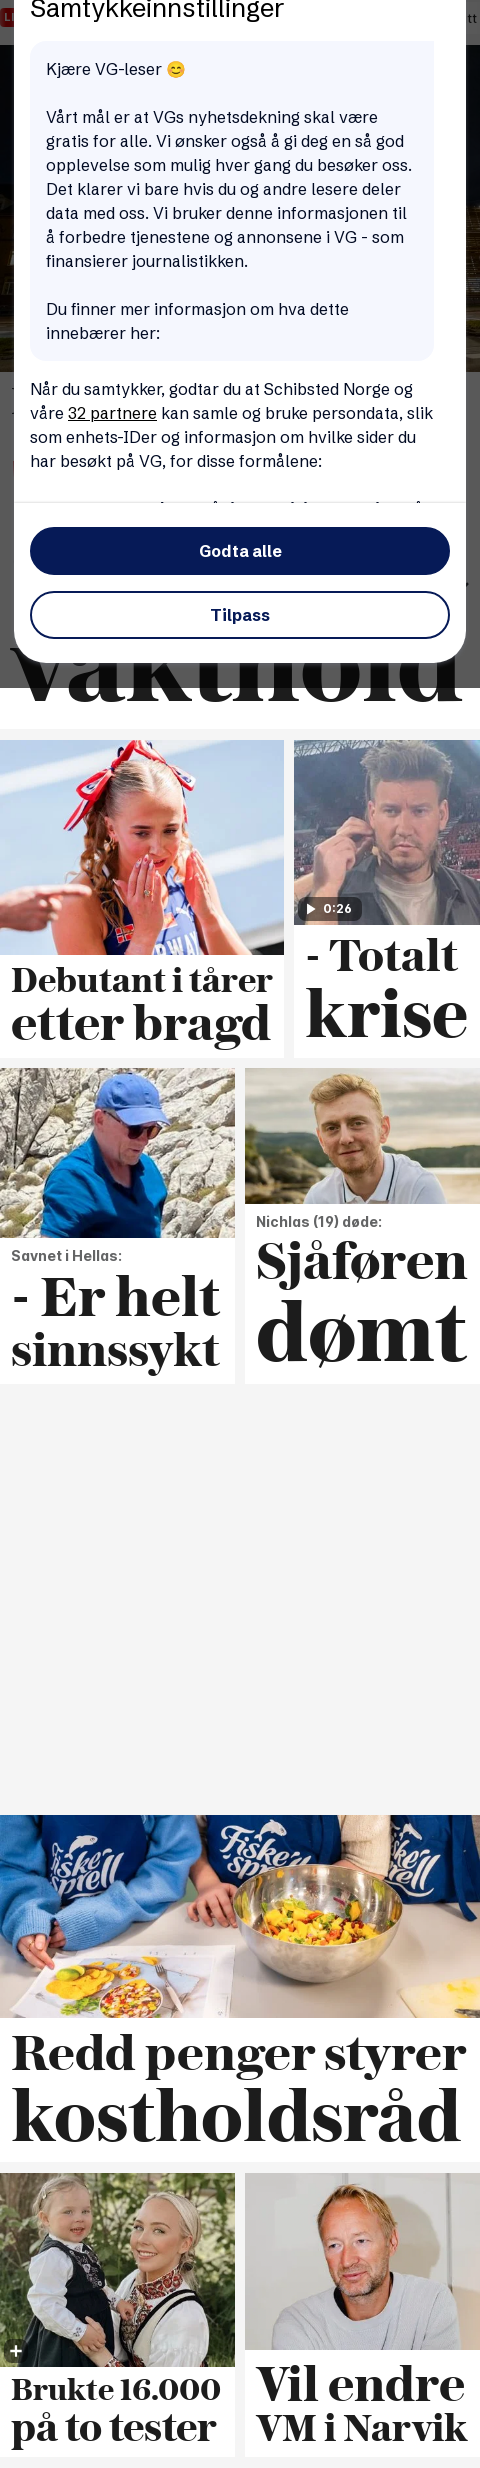 Samtykkeinnstillinger
Kjære VG-leser 😊
Vårt mål er at VGs nyhetsdekning skal være
gratis for alle. Vi ønsker også å gi deg en så god
opplevelse som mulig hver gang du besøker oss.
Det klarer vi bare hvis du og andre lesere deler
data med oss. Vi bruker denne informasjonen til
å forbedre tjenestene og annonsene i VG - som
finansierer journalistikken.
Du finner mer informasjon om hva dette
innebærer her:
Når du samtykker, godtar du at Schibsted Norge og
våre 32 partnere kan samle og bruke persondata, slik
som enhets-IDer og informasjon om hvilke sider du
har besøkt på VG, for disse formålene:
Godta alle
Tilpass
Vakthold
0:26
Debutant i tårer
etter bragd
- Totalt
krise
Savnet i Hellas:
- Er helt
sinnssykt
Nichlas (19) døde:
Sjåføren
dømt
Fiske
sprell
Fiske
sprell
Fiske
sprell
Redd penger styrer
kostholdsråd
Brukte 16.000
på to tester
Vil endre
VM i Narvik